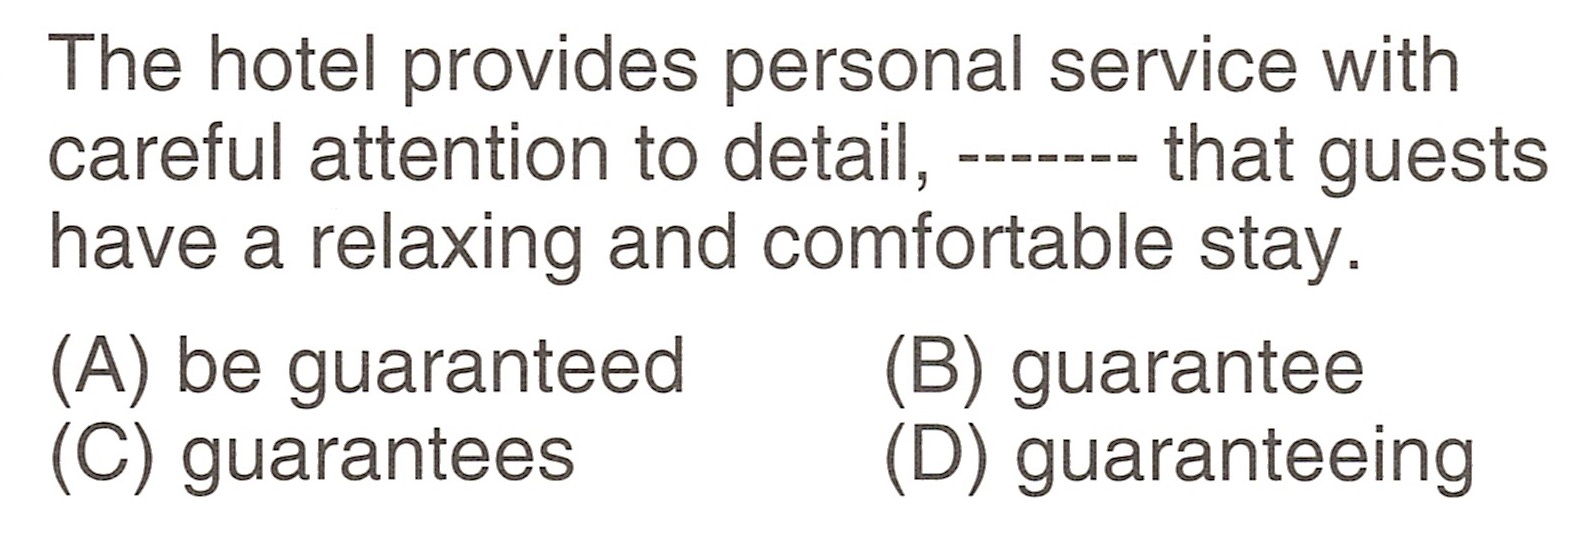 The hotel provides personal service with
careful attention to detail, ------- that guests
have a relaxing and comfortable stay.
(A) be guaranteed (B) guarantee
(C) guarantees (D) guaranteeing